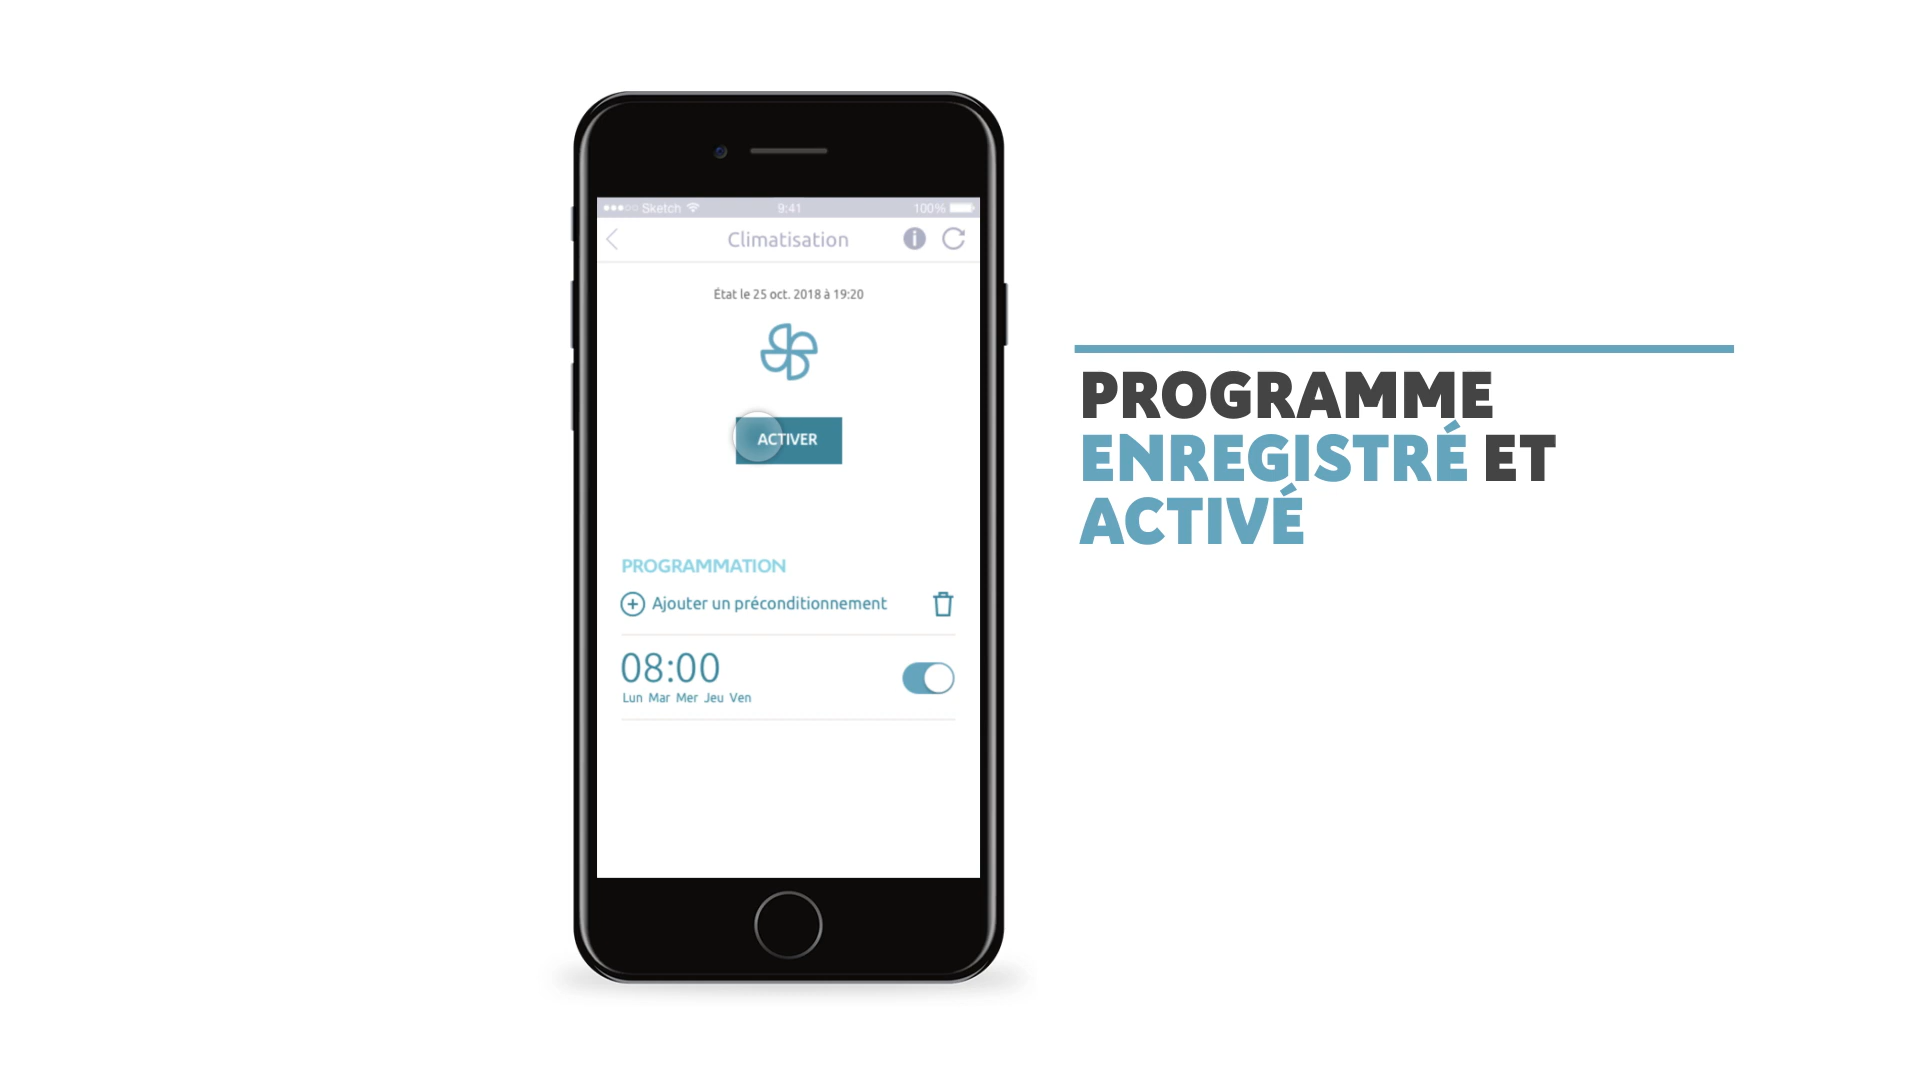 Sketch 9:41 100%
Climatisation
État le 25 oct. 2018 à 19:20
ACTIVER
PROGRAMMATION
Ajouter un préconditionnement
08:00
Lun Mar Mer Jeu Ven
PROGRAMME
ENREGISTRÉ ET
ACTIVÉ